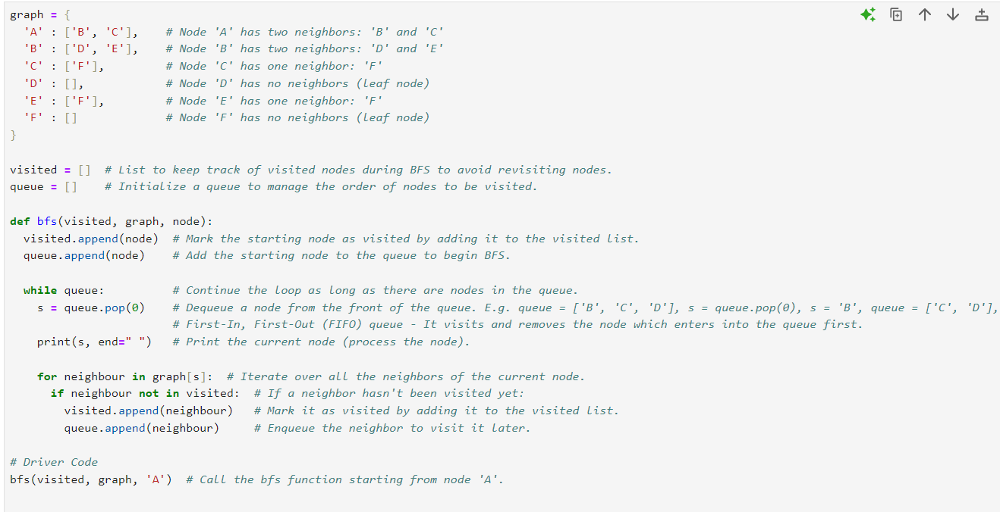 graph = {
  'A' : ['B', 'C'],    # Node 'A' has two neighbors: 'B' and 'C'
  'B' : ['D', 'E'],    # Node 'B' has two neighbors: 'D' and 'E'
  'C' : ['F'],         # Node 'C' has one neighbor: 'F'
  'D' : [],            # Node 'D' has no neighbors (leaf node)
  'E' : ['F'],         # Node 'E' has one neighbor: 'F'
  'F' : []             # Node 'F' has no neighbors (leaf node)
}
visited = []  # List to keep track of visited nodes during BFS to avoid revisiting nodes.
queue = []    # Initialize a queue to manage the order of nodes to be visited.
def bfs(visited, graph, node):
  visited.append(node)  # Mark the starting node as visited by adding it to the visited list.
  queue.append(node)    # Add the starting node to the queue to begin BFS.
  while queue:          # Continue the loop as long as there are nodes in the queue.
    s = queue.pop(0)    # Dequeue a node from the front of the queue. E.g. queue = ['B', 'C', 'D'], s = queue.pop(0), s = 'B', queue = ['C', 'D'],
                        # First-In, First-Out (FIFO) queue - It visits and removes the node which enters into the queue first.
    print(s, end=" ")   # Print the current node (process the node).
    for neighbour in graph[s]:  # Iterate over all the neighbors of the current node.
      if neighbour not in visited:  # If a neighbor hasn't been visited yet:
        visited.append(neighbour)   # Mark it as visited by adding it to the visited list.
        queue.append(neighbour)     # Enqueue the neighbor to visit it later.
# Driver Code
bfs(visited, graph, 'A')  # Call the bfs function starting from node 'A'.